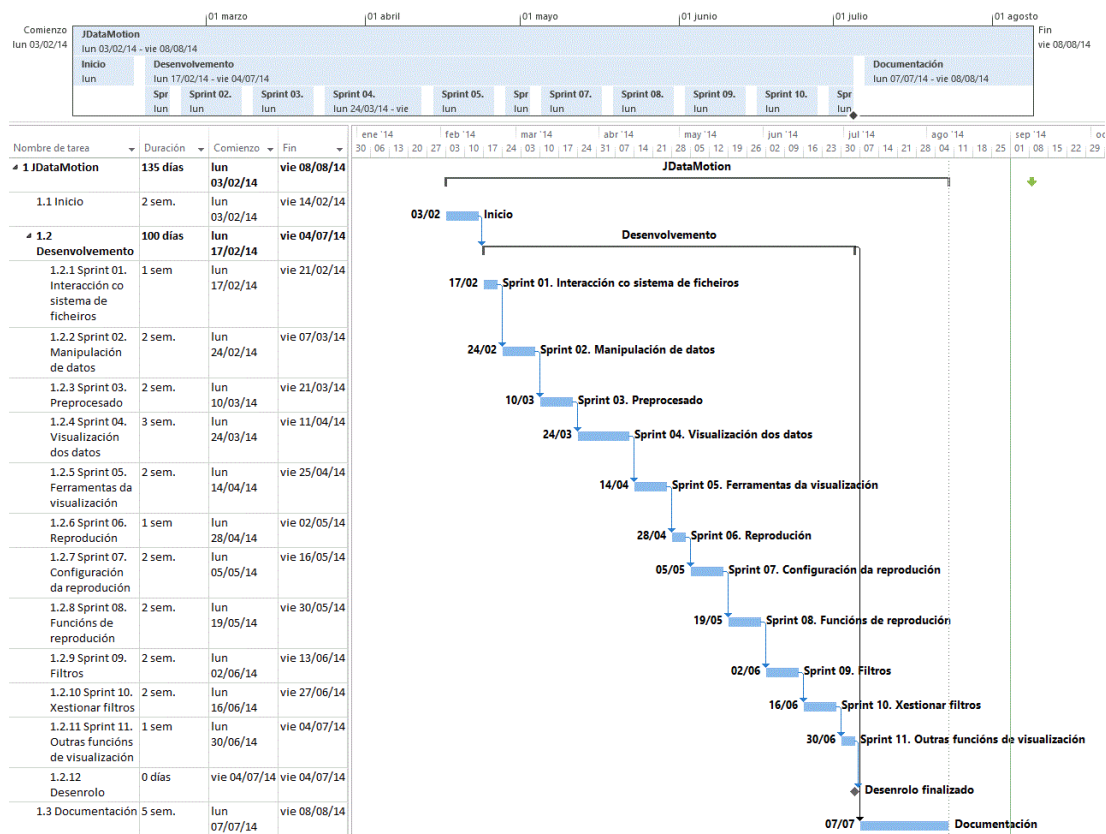 01 marzo 01 abril 01 mayo 01 junio 01 julio 01 agosto
Comienzo
lun 03/02/14
JDataMotion
lun 03/02/14 - vie 08/08/14
Fin
vie 08/08/14
Inicio
lun
Desenvolvemento
lun 17/02/14 - vie 04/07/14
Documentación
lun 07/07/14 - vie 08/08/14
Spr Sprint 02. Sprint 03. Sprint 04. Sprint 05. Spr Sprint 07. Sprint 08. Sprint 09. Sprint 10. Spr
lun lun lun lun 24/03/14 - vie lun lun lun lun lun lun lun
Nombre de tarea Duración Comienzo Fin
ene '14 feb '14 mar '14 abr '14 may '14 jun '14 jul '14 ago '14 sep '14 oc
30 06 13 20 27 03 10 17 24 03 10 17 24 31 07 14 21 28 05 12 19 26 02 09 16 23 30 07 14 21 28 04 11 18 25 01 08 15 22 29
1 JDataMotion 135 días lun 03/02/14 vie 08/08/14
JDataMotion
1.1 Inicio 2 sem. lun 03/02/14 vie 14/02/14
03/02 Inicio
1.2 Desenvolvemento 100 días lun 17/02/14 vie 04/07/14
Desenvolvemento
1.2.1 Sprint 01. Interacción co sistema de ficheiros 1 sem lun 17/02/14 vie 21/02/14
17/02 Sprint 01. Interacción co sistema de ficheiros
1.2.2 Sprint 02. Manipulación de datos 2 sem. lun 24/02/14 vie 07/03/14
24/02 Sprint 02. Manipulación de datos
1.2.3 Sprint 03. Preprocesado 2 sem. lun 10/03/14 vie 21/03/14
10/03 Sprint 03. Preprocesado
1.2.4 Sprint 04. Visualización dos datos 3 sem. lun 24/03/14 vie 11/04/14
24/03 Sprint 04. Visualización dos datos
1.2.5 Sprint 05. Ferramentas da visualización 2 sem. lun 14/04/14 vie 25/04/14
14/04 Sprint 05. Ferramentas da visualización
1.2.6 Sprint 06. Reprodución 1 sem lun 28/04/14 vie 02/05/14
28/04 Sprint 06. Reprodución
1.2.7 Sprint 07. Configuración da reprodución 2 sem. lun 05/05/14 vie 16/05/14
05/05 Sprint 07. Configuración da reprodución
1.2.8 Sprint 08. Funcións de reprodución 2 sem. lun 19/05/14 vie 30/05/14
19/05 Sprint 08. Funcións de reprodución
1.2.9 Sprint 09. Filtros 2 sem. lun 02/06/14 vie 13/06/14
02/06 Sprint 09. Filtros
1.2.10 Sprint 10. Xestionar filtros 2 sem. lun 16/06/14 vie 27/06/14
16/06 Sprint 10. Xestionar filtros
1.2.11 Sprint 11. Outras funcións de visualización 1 sem lun 30/06/14 vie 04/07/14
30/06 Sprint 11. Outras funcións de visualización
1.2.12 Desenrolo 0 días vie 04/07/14 vie 04/07/14
Desenrolo finalizado
1.3 Documentación 5 sem. lun 07/07/14 vie 08/08/14
07/07 Documentación